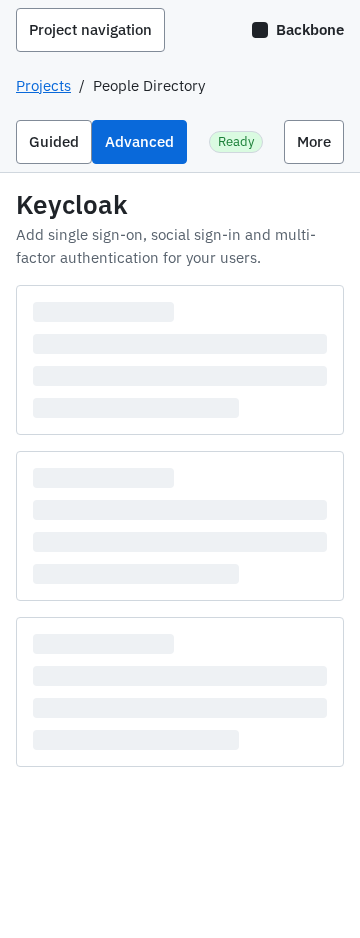 Project navigation
Backbone
Projects / People Directory
Guided
Advanced
Ready
More
Keycloak
Add single sign-on, social sign-in and multi-
factor authentication for your users.